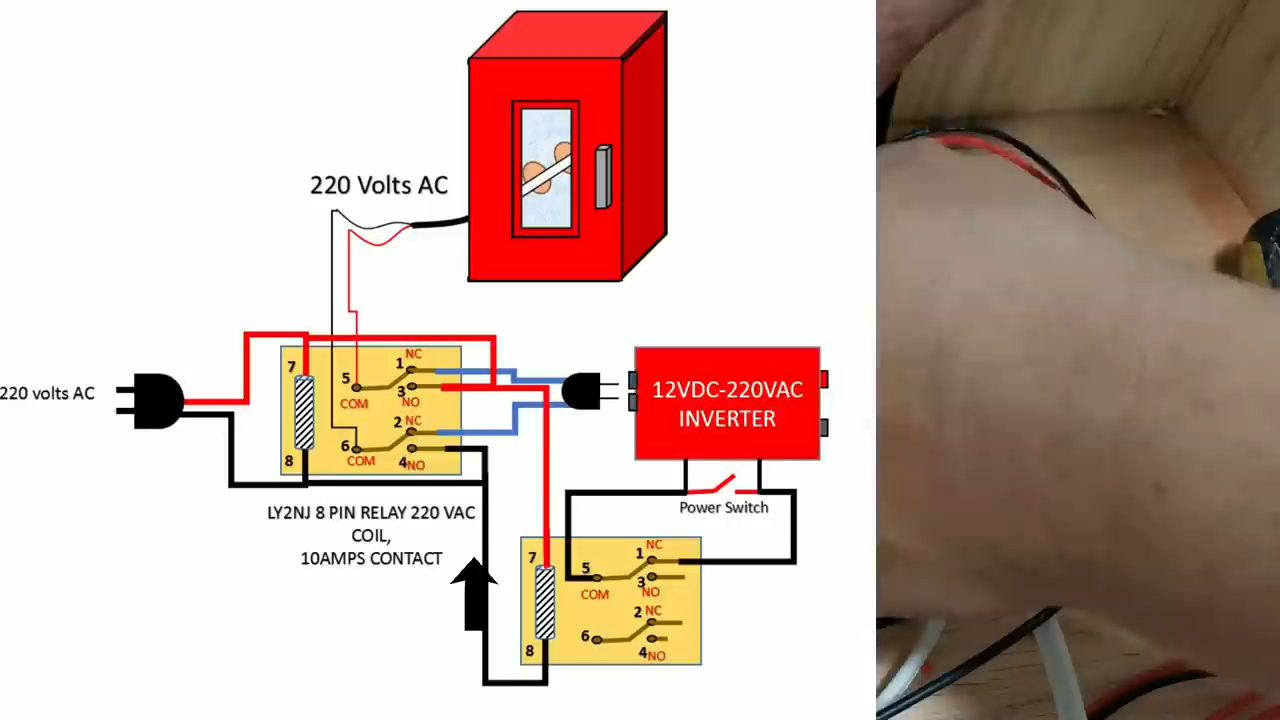 220 Volts AC
220 volts AC
7
8
5
COM
1
NC
3
NO
2
NC
6
COM
4
NO
12VDC-220VAC
INVERTER
Power Switch
LY2NJ 8 PIN RELAY 220 VAC
COIL,
10AMPS CONTACT
7
8
5
COM
1
NC
3
NO
2
NC
6
4
NO